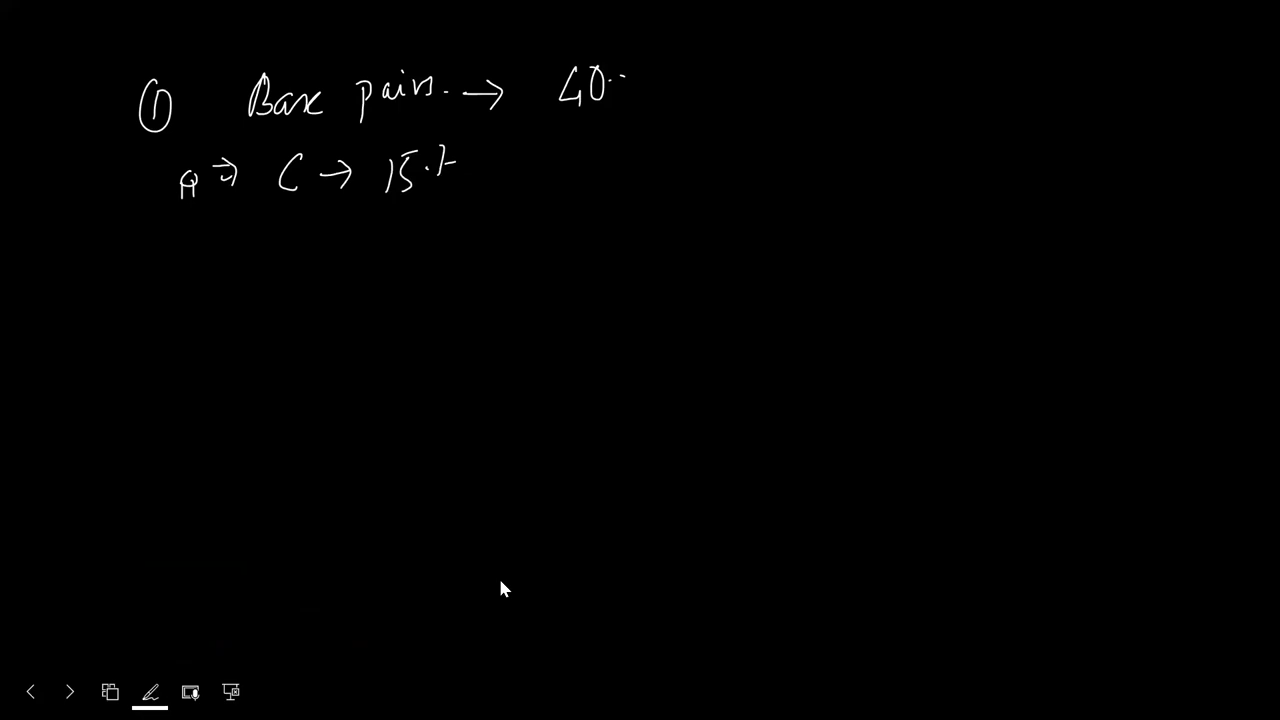 ① Base pairs. → 40..
A ⇒ C → 15.%